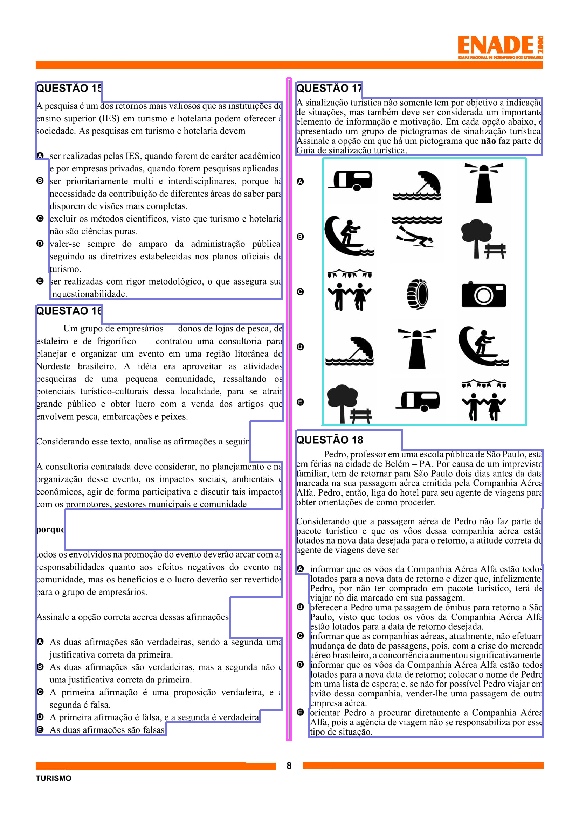 ENADE 2006
EXAME NACIONAL DE DESEMPENHO DOS ESTUDANTES
QUESTÃO 15
A pesquisa é um dos retornos mais valiosos que as instituições de
ensino superior (IES) em turismo e hotelaria podem oferecer à
sociedade. As pesquisas em turismo e hotelaria devem
A ser realizadas pelas IES, quando forem de caráter acadêmico,
e por empresas privadas, quando forem pesquisas aplicadas.
B ser prioritariamente multi e interdisciplinares, porque há
necessidade da contribuição de diferentes áreas do saber para
disporem de visões mais completas.
C excluir os métodos científicos, visto que turismo e hotelaria
não são ciências puras.
D valer-se sempre do amparo da administração pública,
seguindo as diretrizes estabelecidas nos planos oficiais de
turismo.
E ser realizadas com rigor metodológico, o que assegura sua
inquestionabilidade.
QUESTÃO 16
Um grupo de empresários — donos de lojas de pesca, de
estaleiro e de frigorífico — contratou uma consultoria para
planejar e organizar um evento em uma região litorânea do
Nordeste brasileiro. A idéia era aproveitar as atividades
pesqueiras de uma pequena comunidade, ressaltando os
potenciais turístico-culturais dessa localidade, para se atrair
grande público e obter lucro com a venda dos artigos que
envolvem pesca, embarcações e peixes.
Considerando esse texto, analise as afirmações a seguir.
A consultoria contratada deve considerar, no planejamento e na
organização desse evento, os impactos sociais, ambientais e
econômicos, agir de forma participativa e discutir tais impactos
com os promotores, gestores municipais e comunidade
porque
todos os envolvidos na promoção do evento deverão arcar com as
responsabilidades quanto aos efeitos negativos do evento na
comunidade, mas os benefícios e o lucro deverão ser revertidos
para o grupo de empresários.
Assinale a opção correta acerca dessas afirmações.
A As duas afirmações são verdadeiras, sendo a segunda uma
justificativa correta da primeira.
B As duas afirmações são verdadeiras, mas a segunda não é
uma justificativa correta da primeira.
C A primeira afirmação é uma proposição verdadeira, e a
segunda é falsa.
D A primeira afirmação é falsa, e a segunda é verdadeira.
E As duas afirmações são falsas.
QUESTÃO 17
A sinalização turística não somente tem por objetivo a indicação
de situações, mas também deve ser considerada um importante
elemento de informação e motivação. Em cada opção abaixo, é
apresentado um grupo de pictogramas de sinalização turística.
Assinale a opção em que há um pictograma que não faz parte do
Guia de sinalização turística.
A
B
C
D
E
QUESTÃO 18
Pedro, professor em uma escola pública de São Paulo, está
em férias na cidade de Belém – PA. Por causa de um imprevisto
familiar, tem de retornar para São Paulo dois dias antes da data
marcada na sua passagem aérea emitida pela Companhia Aérea
Alfa. Pedro, então, liga do hotel para seu agente de viagens para
obter orientações de como proceder.
Considerando que a passagem aérea de Pedro não faz parte de
pacote turístico e que os vôos dessa companhia aérea estão
lotados na nova data desejada para o retorno, a atitude correta do
agente de viagens deve ser
A informar que os vôos da Companhia Aérea Alfa estão todos
lotados para a nova data de retorno e dizer que, infelizmente,
Pedro, por não ter comprado em pacote turístico, terá de
viajar no dia marcado em sua passagem.
B oferecer a Pedro uma passagem de ônibus para retorno a São
Paulo, visto que todos os vôos da Companhia Aérea Alfa
estão lotados para a data de retorno desejada.
C informar que as companhias aéreas, atualmente, não efetuam
mudança de data de passagens, pois, com a crise do mercado
aéreo brasileiro, a concorrência aumentou significativamente.
D informar que os vôos da Companhia Aérea Alfa estão todos
lotados para a nova data de retorno; colocar o nome de Pedro
em uma lista de espera; e, se não for possível Pedro viajar em
avião dessa companhia, vender-lhe uma passagem de outra
empresa aérea.
E orientar Pedro a procurar diretamente a Companhia Aérea
Alfa, pois a agência de viagem não se responsabiliza por esse
tipo de situação.
8
TURISMO